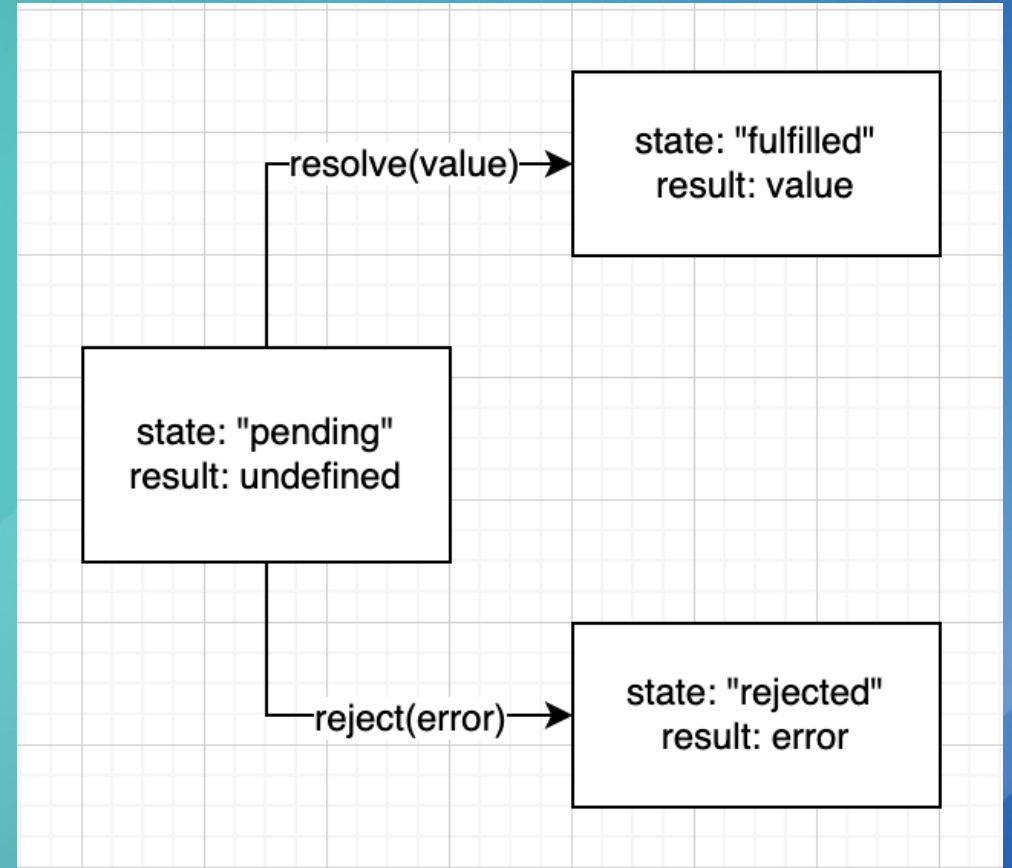 resolve(value)
state: "fulfilled"
result: value
state: "pending"
result: undefined
reject(error)
state: "rejected"
result: error